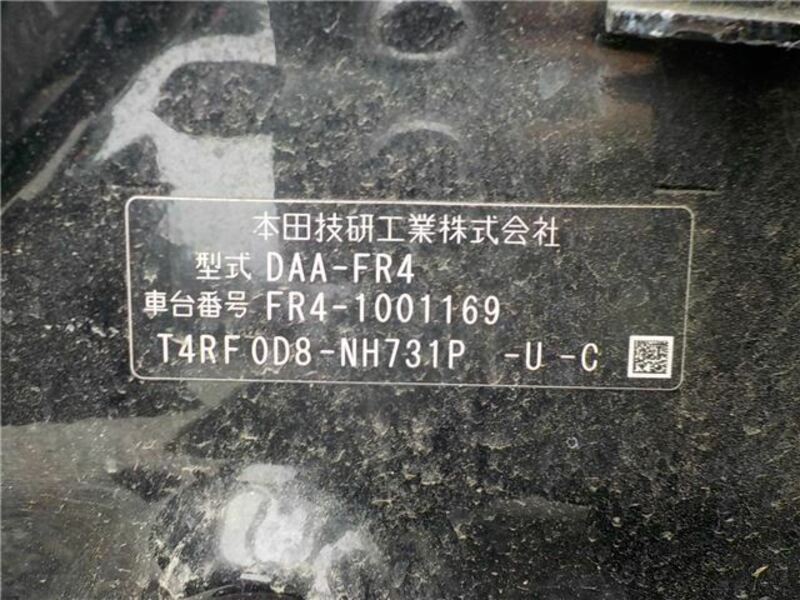 本田技研工業株式会社
型式 DAA-FR4
車台番号 FR4-1001169
T4RF0D8-NH731P -U -C